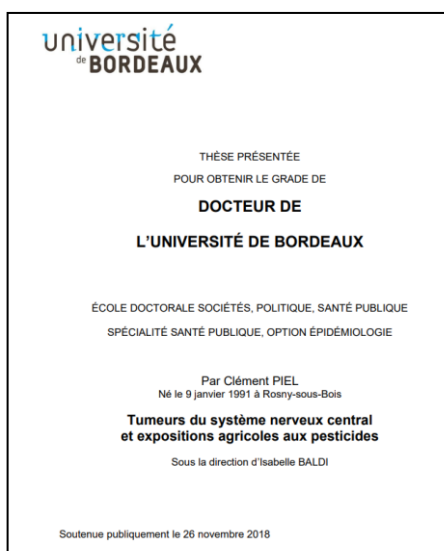 université
de BORDEAUX
THÈSE PRÉSENTÉE
POUR OBTENIR LE GRADE DE
DOCTEUR DE
L'UNIVERSITÉ DE BORDEAUX
ÉCOLE DOCTORALE SOCIÉTÉS, POLITIQUE, SANTÉ PUBLIQUE
SPÉCIALITÉ SANTÉ PUBLIQUE, OPTION ÉPIDÉMIOLOGIE
Par Clément PIEL
Né le 9 janvier 1991 à Rosny-sous-Bois
Tumeurs du système nerveux central
et expositions agricoles aux pesticides
Sous la direction d'Isabelle BALDI
Soutenue publiquement le 26 novembre 2018